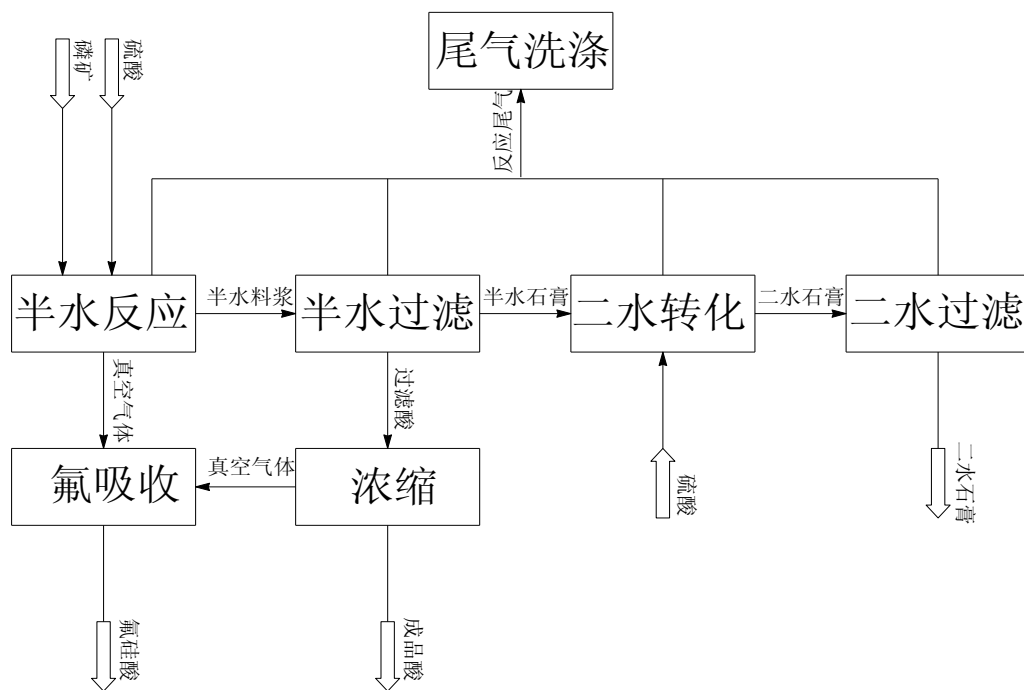 尾气洗涤
磷矿
硫酸
反应尾气
半水反应
半水料浆
半水过滤
半水石膏
二水转化
二水石膏
二水过滤
真空气体
过滤酸
氟吸收
真空气体
浓缩
硫酸
二水石膏
氟硅酸
成品酸